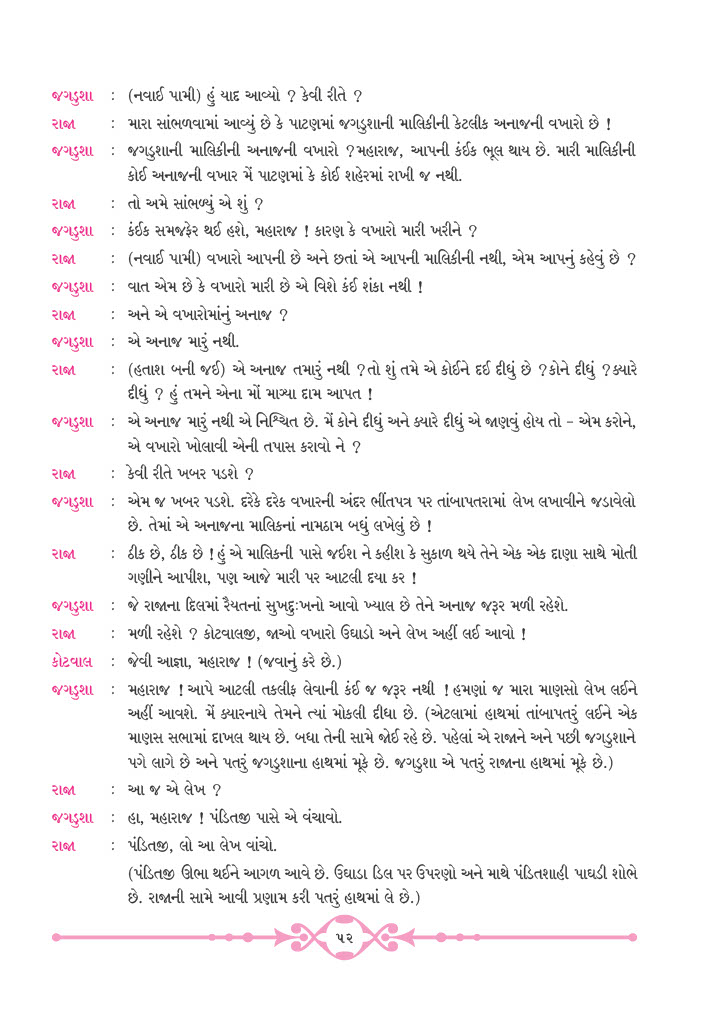 જગડુશા : (નવાઈ પામી) હું યાદ આવ્યો ? કેવી રીતે ?
રાજા : મારા સાંભળવામાં આવ્યું છે કે પાટણમાં જગડુશાની માલિકીની કેટલીક અનાજની વખારો છે !
જગડુશા : જગડુશાની માલિકીની અનાજની વખારો ? મહારાજ, આપની કંઈક ભૂલ થાય છે. મારી માલિકીની
કોઈ અનાજની વખાર મેં પાટણમાં કે કોઈ શહેરમાં રાખી જ નથી.
રાજા : તો અમે સાંભળ્યું એ શું ?
જગડુશા : કંઈક સમજફેર થઈ હશે, મહારાજ ! કારણ કે વખારો મારી ખરીને ?
રાજા : (નવાઈ પામી) વખારો આપની છે અને છતાં એ આપની માલિકીની નથી, એમ આપનું કહેવું છે ?
જગડુશા : વાત એમ છે કે વખારો મારી છે એ વિશે કંઈ શંકા નથી !
રાજા : અને એ વખારોમાંનું અનાજ ?
જગડુશા : એ અનાજ મારું નથી.
રાજા : (હતાશ બની જઈ) એ અનાજ તમારું નથી ? તો શું તમે એ કોઈને દઈ દીધું છે ? કોને દીધું ? ક્યારે
દીધું ? હું તમને એના મોં માગ્યા દામ આપત !
જગડુશા : એ અનાજ મારું નથી એ નિશ્ચિત છે. મેં કોને દીધું અને ક્યારે દીધું એ જાણવું હોય તો – એમ કરોને,
એ વખારો ખોલાવી એની તપાસ કરાવો ને ?
રાજા : કેવી રીતે ખબર પડશે ?
જગડુશા : એમ જ ખબર પડશે. દરેકે દરેક વખારની અંદર ભીંતપત્ર પર તાંબાપતરામાં લેખ લખાવીને જડાવેલો
છે. તેમાં એ અનાજના માલિકનાં નામઠામ બધું લખેલું છે !
રાજા : ઠીક છે, ઠીક છે ! હું એ માલિકની પાસે જઈશ ને કહીશ કે સુકાળ થયે તેને એક એક દાણા સાથે મોતી
ગણીને આપીશ, પણ આજે મારી પર આટલી દયા કર !
જગડુશા : જે રાજાના દિલમાં રૈયતનાં સુખદુઃખનો આવો ખ્યાલ છે તેને અનાજ જરૂર મળી રહેશે.
રાજા : મળી રહેશે ? કોટવાલજી, જાઓ વખારો ઉઘાડો અને લેખ અહીં લઈ આવો !
કોટવાલ : જેવી આજ્ઞા, મહારાજ ! (જવાનું કરે છે.)
જગડુશા : મહારાજ ! આપે આટલી તકલીફ લેવાની કંઈ જ જરૂર નથી ! હમણાં જ મારા માણસો લેખ લઈને
અહીં આવશે. મેં ક્યારનાયે તેમને ત્યાં મોકલી દીધા છે. (એટલામાં હાથમાં તાંબાપતરું લઈને એક
માણસ સભામાં દાખલ થાય છે. બધા તેની સામે જોઈ રહે છે. પહેલાં એ રાજાને અને પછી જગડુશાને
પગે લાગે છે અને પતરું જગડુશાના હાથમાં મૂકે છે. જગડુશા એ પતરું રાજાના હાથમાં મૂકે છે.)
રાજા : આ જ એ લેખ ?
જગડુશા : હા, મહારાજ ! પંડિતજી પાસે એ વંચાવો.
રાજા : પંડિતજી, લો આ લેખ વાંચો.
(પંડિતજી ઊભા થઈને આગળ આવે છે. ઉઘાડા ડિલ પર ઉપરણો અને માથે પંડિતશાહી પાઘડી શોભે
છે. રાજાની સામે આવી પ્રણામ કરી પતરું હાથમાં લે છે.)
૫૨